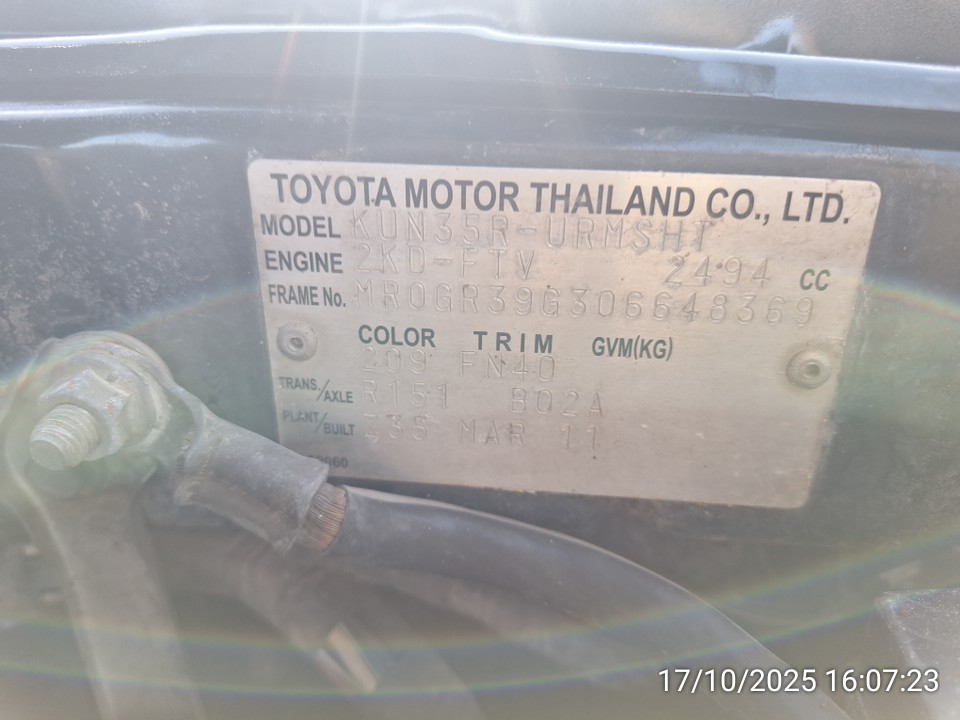 TOYOTA MOTOR THAILAND CO., LTD.
MODEL KUN35R-URMSHT
ENGINE 2KD-FTV 2494 CC
FRAME No. MR0GR39G306648369
COLOR TRIM GVM(KG)
209 FN40
TRANS./AXLE R151 B02A
PLANT/BUILT MAR 11
17/10/2025 16:07:23